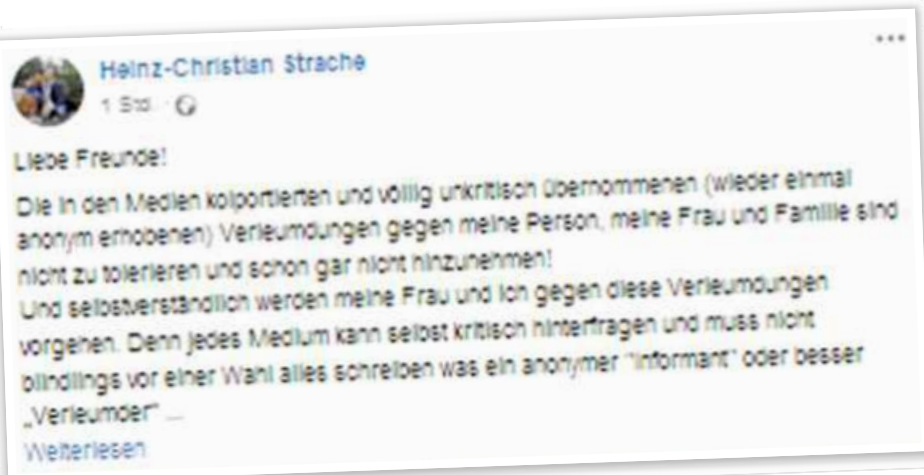 Heinz-Christian Strache
1 Std.
Liebe Freunde!
Die in den Medien kolportierten und völlig unkritisch übernommenen (wieder einmal
anonym erhobenen) Verleumdungen gegen meine Person, meine Frau und Familie sind
nicht zu tolerieren und schon gar nicht hinzunehmen!
Und selbstverständlich werden meine Frau und ich gegen diese Verleumdungen
vorgehen. Denn jedes Medium kann selbst kritisch hinterfragen und muss nicht
blindlings vor einer Wahl alles schreiben was ein anonymer "Informant" oder besser
„Verleumder" ...
Weiterlesen